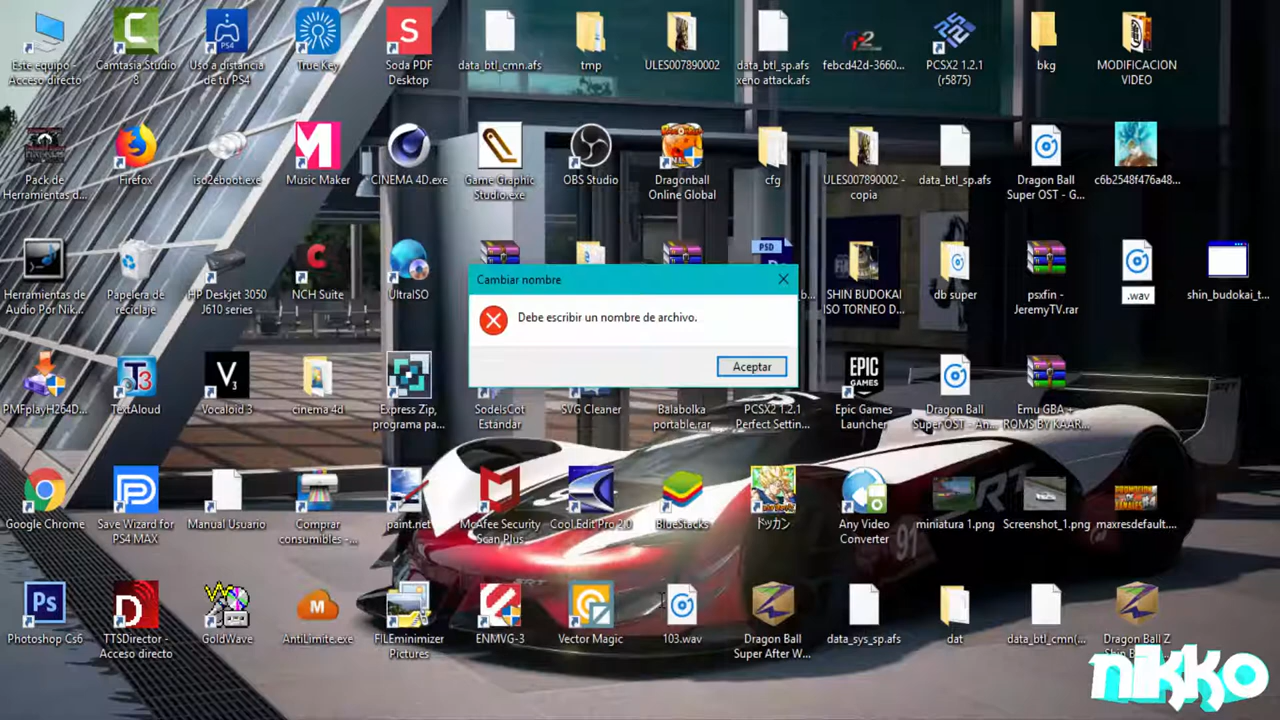 Este equipo -
Acceso directo
Camtasia Studio
8
Uso a distancia
de tu PS4
True Key
S
Soda PDF
Desktop
data_btl_cmn.afs
tmp
ULES007890002
data_btl_sp.afs
xeno attack.afs
febcd42d-3660...
PCSX2 1.2.1
(r5875)
bkg
MODIFICACION
VIDEO
Pack de
Herramientas d...
Firefox
iso2eboot.exe
Music Maker
CINEMA 4D.exe
Game Graphic
Studio.exe
OBS Studio
Dragonball
Online Global
cfg
ULES007890002 -
copia
data_btl_sp.afs
Dragon Ball
Super OST - G...
c6b2548f476a48...
Herramientas de
Audio Por Nik...
Papelera de
reciclaje
HP Deskjet 3050
J610 series
NCH Suite
UltraISO
PSD
SHIN BUDOKAI
ISO TORNEO D...
db super
psxfin -
JeremyTV.rar
.wav
shin_budokai_t...
Cambiar nombre
Debe escribir un nombre de archivo.
Aceptar
PMFplayH264D...
TextAloud
Vocaloid 3
cinema 4d
Express Zip,
programa pa...
SodelsCot
Estandar
SVG Cleaner
Balabolka
portable.rar
PCSX2 1.2.1
Perfect Settin...
EPIC
GAMES
Epic Games
Launcher
Dragon Ball
Super OST - An...
Emu GBA +
ROMS BY KAAR...
Google Chrome
Save Wizard for
PS4 MAX
Manual Usuario
Comprar
consumibles -...
paint.net
McAfee Security
Scan Plus
Cool Edit Pro 2.0
BlueStacks
ドッカン
Any Video
Converter
miniatura 1.png
Screenshot_1.png
maxresdefault....
Ps
Photoshop Cs6
TTSDirector -
Acceso directo
GoldWave
AntiLimite.exe
FILEminimizer
Pictures
ENMVG-3
Vector Magic
103.wav
Dragon Ball
Super After W...
data_sys_sp.afs
dat
data_btl_cmn(...
Dragon Ball Z
nikko